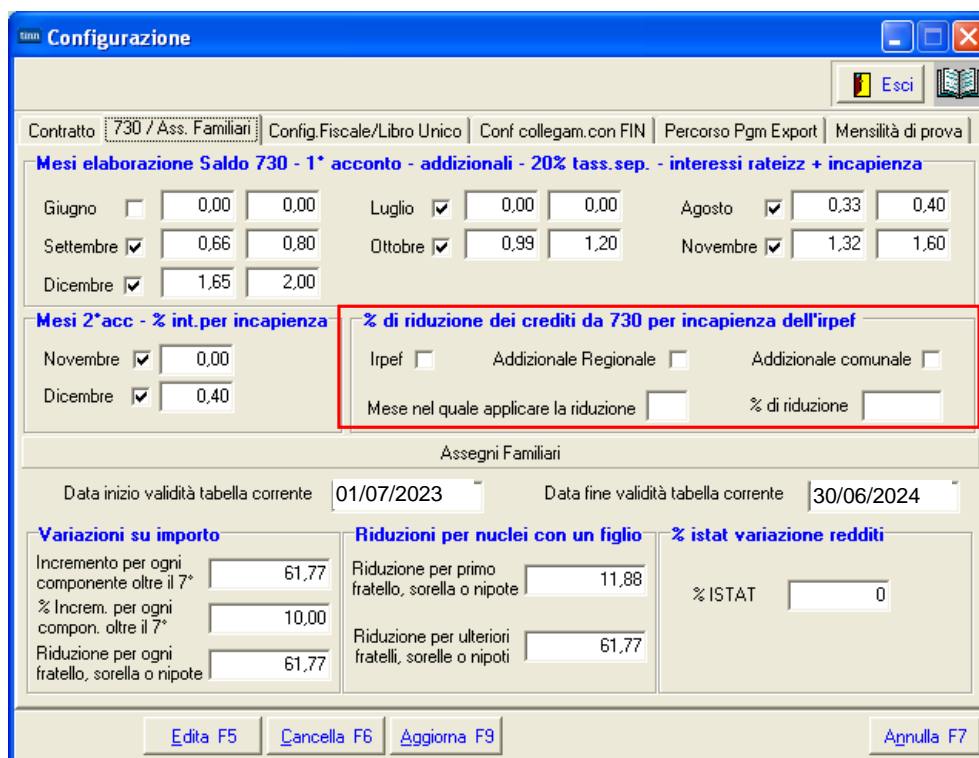 tinn Configurazione
Esci
Contratto 730 / Ass. Familiari Config.Fiscale/Libro Unico Conf collegam.con FIN Percorso Pgm Export Mensilità di prova
Mesi elaborazione Saldo 730 - 1° acconto - addizionali - 20% tass.sep. - interessi rateizz + incapienza
Giugno 0,00 0,00 Luglio 0,00 0,00 Agosto 0,33 0,40
Settembre 0,66 0,80 Ottobre 0,99 1,20 Novembre 1,32 1,60
Dicembre 1,65 2,00
Mesi 2°acc - % int.per incapienza
Novembre 0,00
Dicembre 0,40
% di riduzione dei crediti da 730 per incapienza dell'irpef
Irpef Addizionale Regionale Addizionale comunale
Mese nel quale applicare la riduzione % di riduzione
Assegni Familiari
Data inizio validità tabella corrente 01/07/2023 Data fine validità tabella corrente 30/06/2024
Variazioni su importo
Incremento per ogni
componente oltre il 7° 61,77
% Increm. per ogni
compon. oltre il 7° 10,00
Riduzione per ogni
fratello, sorella o nipote 61,77
Riduzioni per nuclei con un figlio
Riduzione per primo
fratello, sorella o nipote 11,88
Riduzione per ulteriori
fratelli, sorelle o nipoti 61,77
% istat variazione redditi
% ISTAT 0
Edita F5 Cancella F6 Aggiorna F9 Annulla F7